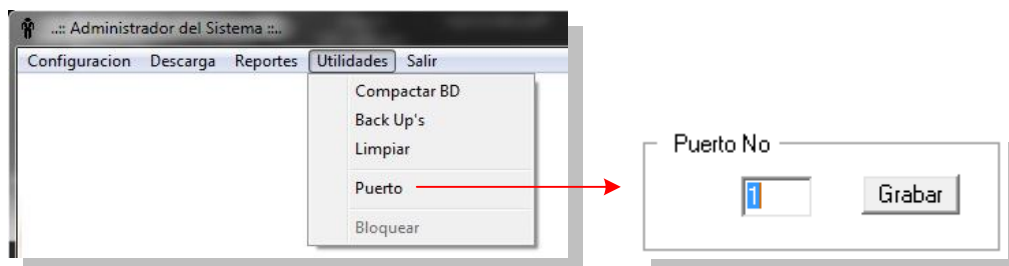 ..:: Administrador del Sistema ::..
Configuracion Descarga Reportes Utilidades Salir
Compactar BD
Back Up's
Limpiar
Puerto
Bloquear
Puerto No
1 Grabar